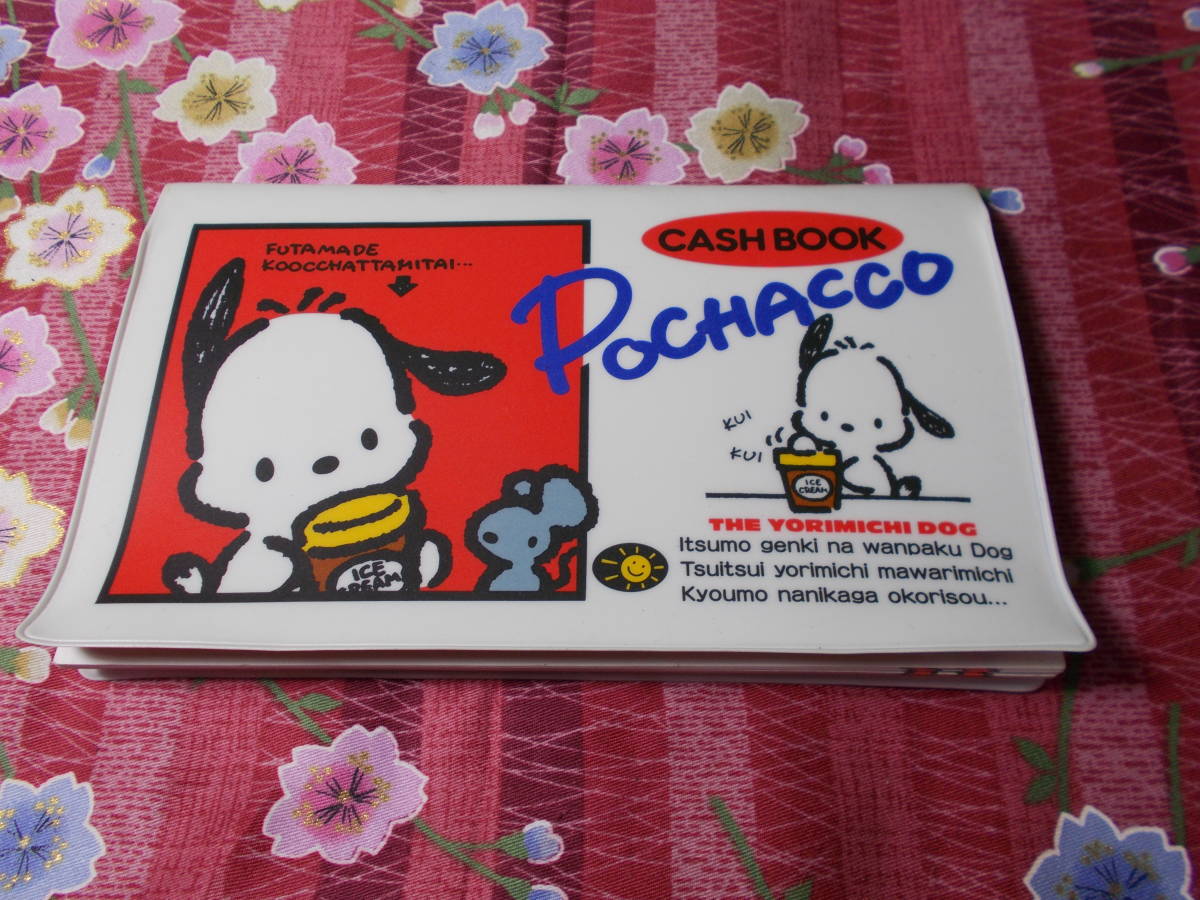 FUTAMADE
KOOCCHATTAMITAI...
ICE
CREAM
CASH BOOK
POCHACCO
KUI
KUI
ICE
CREAM
THE YORIMICHI DOG
Itsumo genki na wanpaku Dog
Tsuitsui yorimichi mawarimichi
Kyoumo nanikaga okorisou...